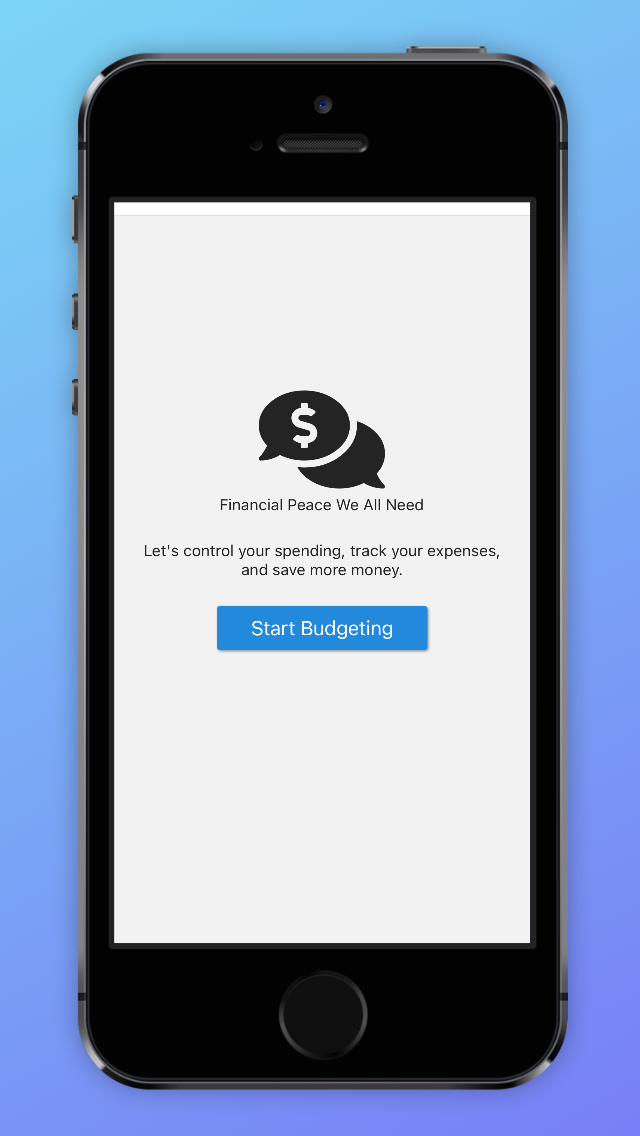 $
Financial Peace We All Need
Let's control your spending, track your expenses,
and save more money.
Start Budgeting